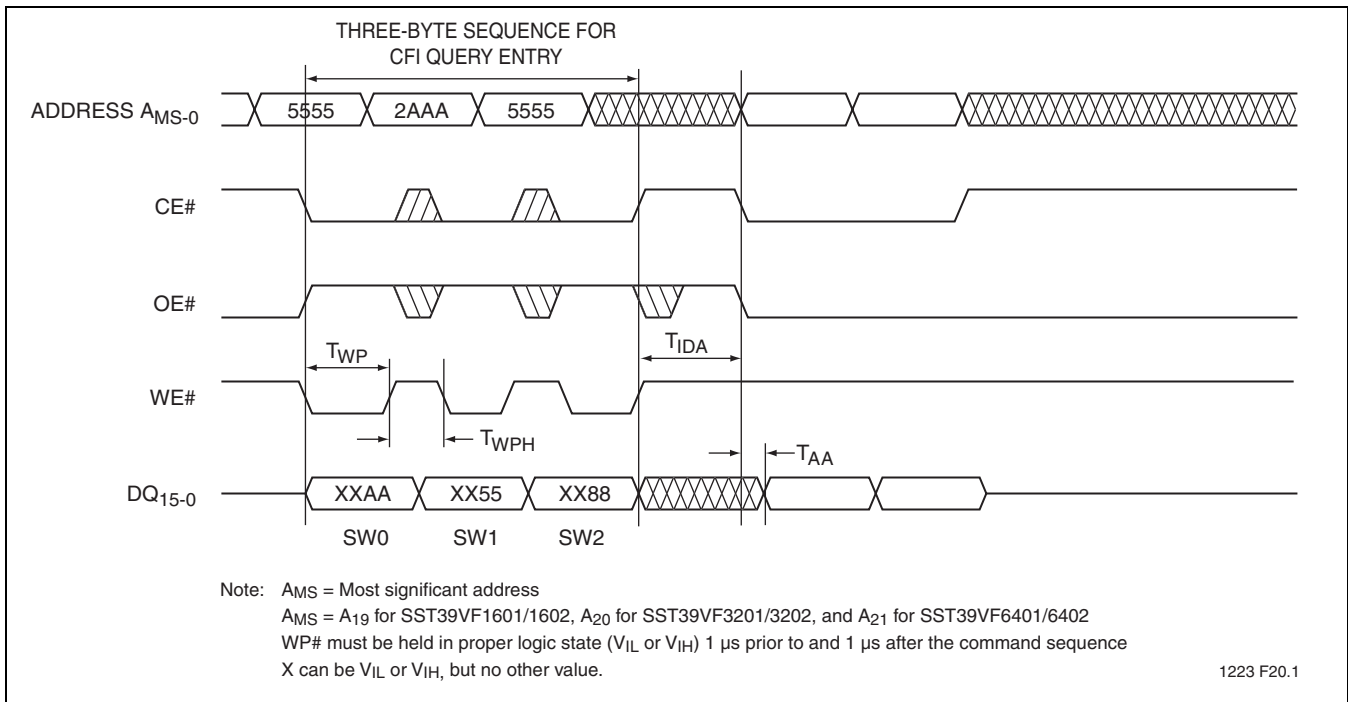 THREE-BYTE SEQUENCE FOR
CFI QUERY ENTRY
ADDRESS AMS-0
5555 2AAA 5555
CE#
OE#
TWP TIDA
WE#
TWPH
TAA
DQ15-0
XXAA XX55 XX88
SW0 SW1 SW2
Note: AMS = Most significant address
AMS = A19 for SST39VF1601/1602, A20 for SST39VF3201/3202, and A21 for SST39VF6401/6402
WP# must be held in proper logic state (VIL or VIH) 1 µs prior to and 1 µs after the command sequence
X can be VIL or VIH, but no other value.
1223 F20.1